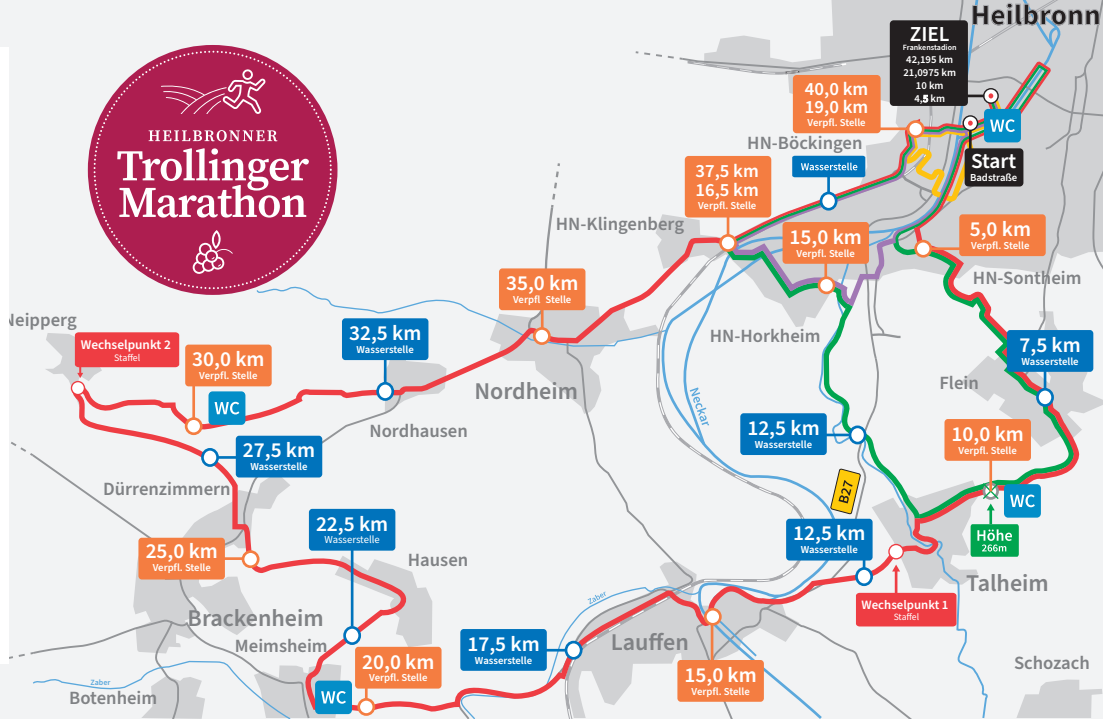 Heilbronn
ZIEL
Frankenstadion
42,195 km
21,0975 km
10 km
4,5 km
WC
Start
Badstraße
40,0 km
19,0 km
Verpfl. Stelle
HN-Böckingen
Wasserstelle
HEILBRONNER
Trollinger
Marathon
37,5 km
16,5 km
Verpfl. Stelle
HN-Klingenberg
15,0 km
Verpfl. Stelle
5,0 km
Verpfl. Stelle
HN-Sontheim
35,0 km
Verpfl. Stelle
Neipperg
Wechselpunkt 2
Staffel
30,0 km
Verpfl. Stelle
WC
32,5 km
Wasserstelle
HN-Horkheim
7,5 km
Wasserstelle
Flein
Nordheim
Neckar
Nordhausen
12,5 km
Wasserstelle
10,0 km
Verpfl. Stelle
WC
27,5 km
Wasserstelle
Dürrenzimmern
B27
22,5 km
Wasserstelle
12,5 km
Wasserstelle
Höhe
266m
25,0 km
Verpfl. Stelle
Hausen
Talheim
Zaber
Wechselpunkt 1
Staffel
Brackenheim
Meimsheim
Lauffen
17,5 km
Wasserstelle
20,0 km
Verpfl. Stelle
15,0 km
Verpfl. Stelle
Schozach
Zaber
Botenheim
WC